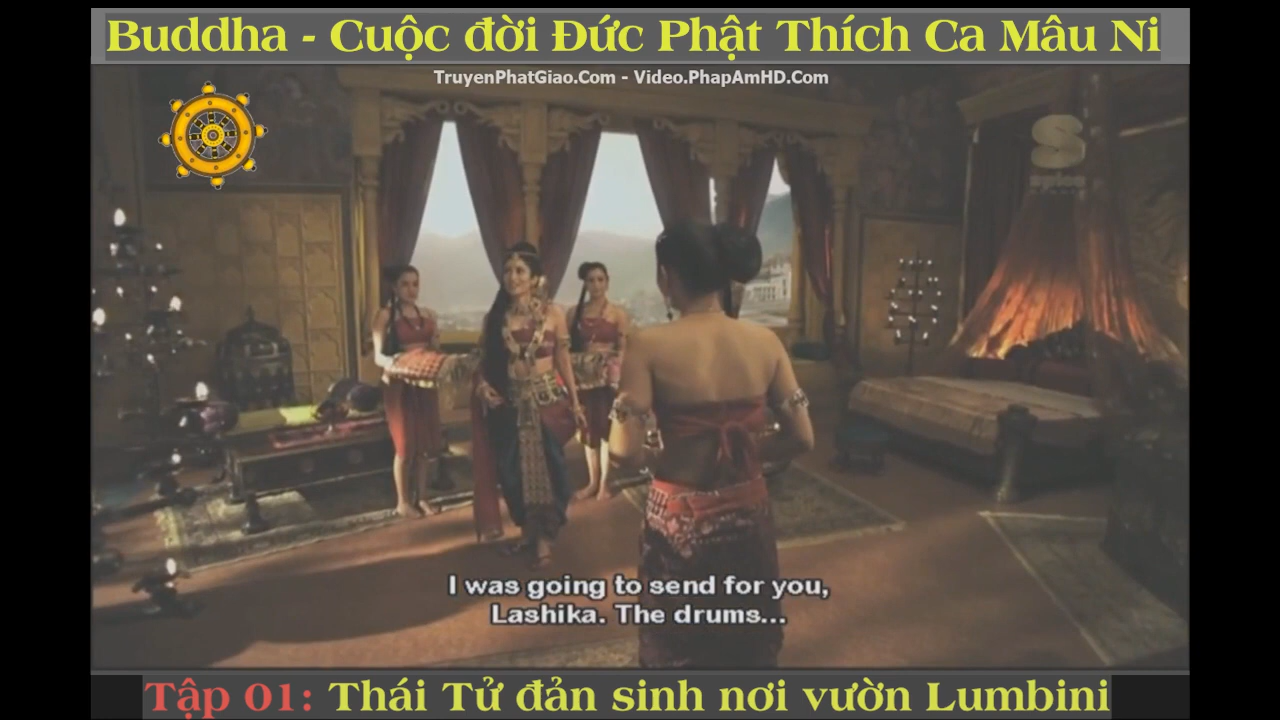 Buddha - Cuộc đời Đức Phật Thích Ca Mâu Ni
TruyenPhatGiao.Com - Video.PhapAmHD.Com
S
I was going to send for you,
Lashika. The drums...
Tập 01: Thái Tử đản sinh nơi vườn Lumbini